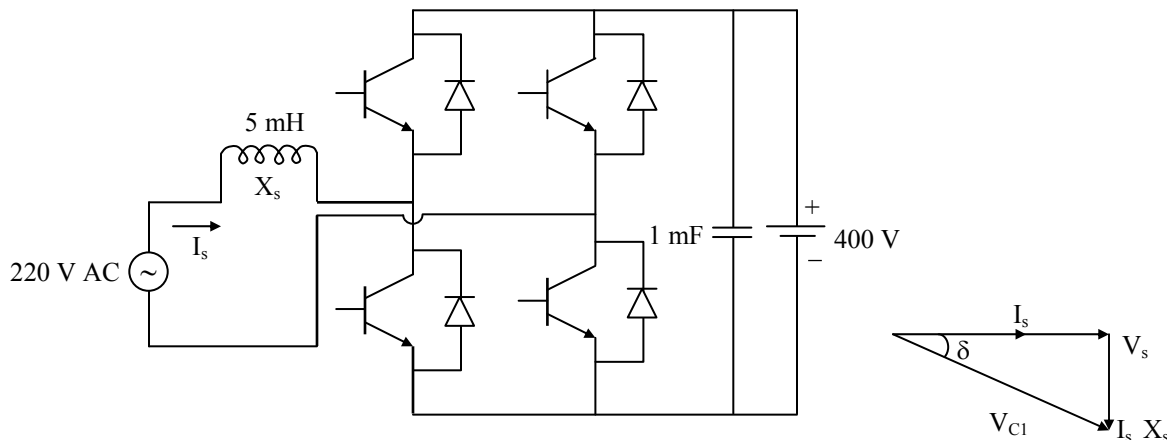 5 mH
X_s
I_s
220 V AC
~
1 mF
+
400 V
−
I_s
V_s
δ
V_C1
I_s X_s